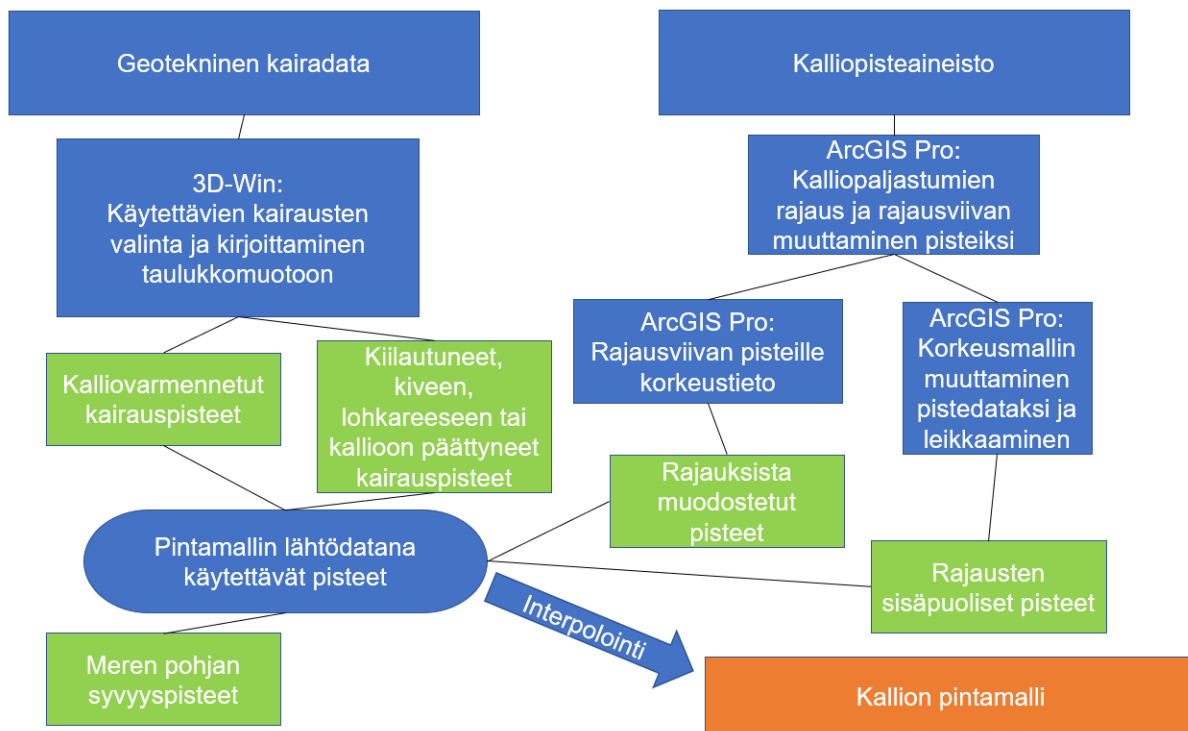 Geotekninen kairadata
Kalliopisteaineisto
3D-Win:
Käytettävien kairausten
valinta ja kirjoittaminen
taulukkomuotoon
ArcGIS Pro:
Kalliopaljastumien
rajaus ja rajausviivan
muuttaminen pisteiksi
Kalliovarmennetut
kairauspisteet
Kiilautuneet,
kiveen,
lohkareeseen tai
kallioon päättyneet
kairauspisteet
ArcGIS Pro:
Rajausviivan pisteille
korkeustieto
ArcGIS Pro:
Korkeusmallin
muuttaminen
pistedataksi ja
leikkaaminen
Rajauksista
muodostetut
pisteet
Pintamallin lähtödatana
käytettävät pisteet
Rajausten
sisäpuoliset pisteet
Interpolointi
Meren pohjan
syvyyspisteet
Kallion pintamalli